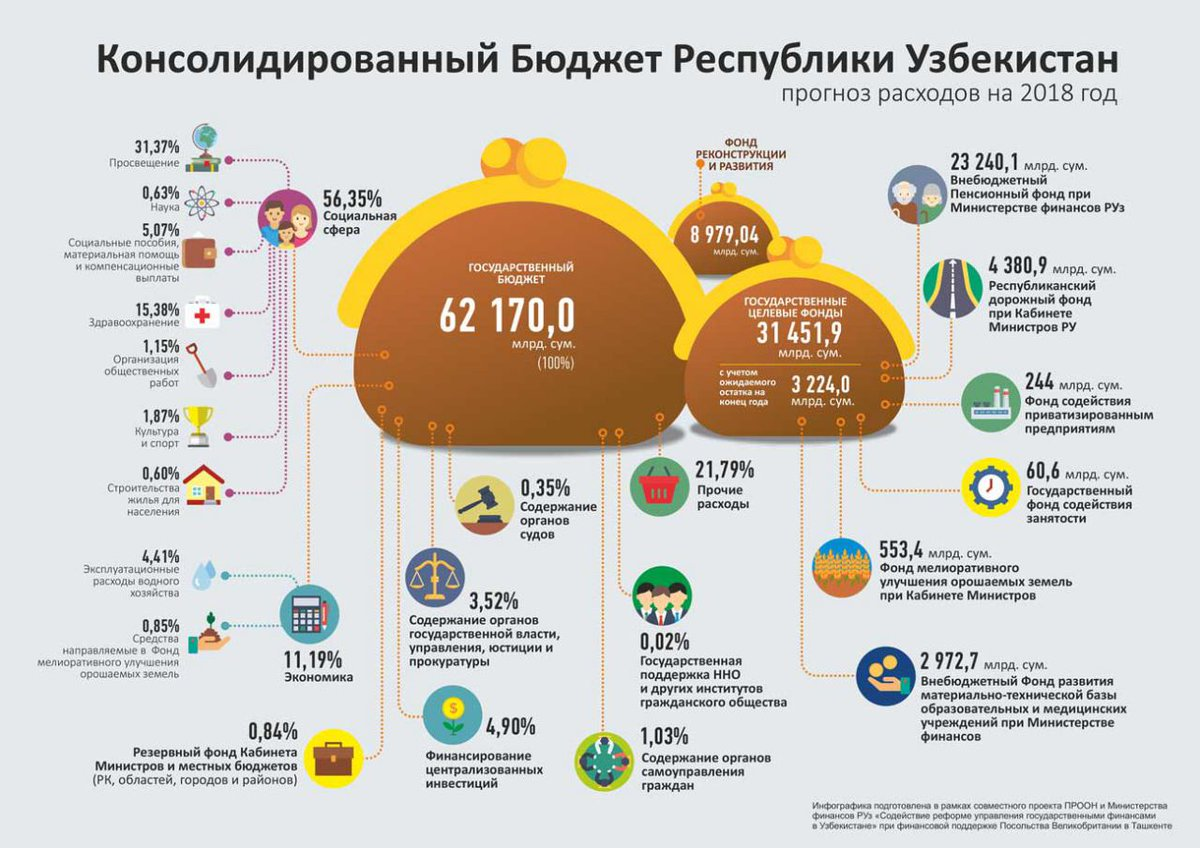 Консолидированный Бюджет Республики Узбекистан
прогноз расходов на 2018 год
31,37%
Просвещение
0,63%
Наука
5,07%
Социальные пособия,
материальная помощь
и компенсационные
выплаты
15,38%
Здравоохранение
1,15%
Организация
общественных
работ
1,87%
Культура
и спорт
0,60%
Строительства
жилья для
населения
56,35%
Социальная
сфера
4,41%
Эксплуатационные
расходы водного
хозяйства
0,85%
Средства
направляемые в Фонд
мелиоративного улучшения
орошаемых земель
11,19%
Экономика
0,84%
Резервный фонд Кабинета
Министров и местных бюджетов
(РК, областей, городов и районов)
ГОСУДАРСТВЕННЫЙ
БЮДЖЕТ
62 170,0
млрд. сум.
(100%)
0,35%
Содержание
органов
судов
3,52%
Содержание органов
государственной власти,
управления, юстиции и
прокуратуры
4,90%
Финансирование
централизованных
инвестиций
21,79%
Прочие
расходы
0,02%
Государственная
поддержка ННО
и других институтов
гражданского общества
1,03%
Содержание органов
самоуправления
граждан
ФОНД
РЕКОНСТРУКЦИИ
И РАЗВИТИЯ
8 979,04
млрд. сум.
ГОСУДАРСТВЕННЫЕ
ЦЕЛЕВЫЕ ФОНДЫ
31 451,9
млрд. сум.
с учетом
ожидаемого
остатка на
конец года
3 224,0
млрд. сум.
23 240,1 млрд. сум.
Внебюджетный
Пенсионный фонд при
Министерстве финансов РУз
4 380,9 млрд. сум.
Республиканский
дорожный фонд
при Кабинете
Министров РУ
244 млрд. сум.
Фонд содействия
приватизированным
предприятиям
60,6 млрд. сум.
Государственный
фонд содействия
занятости
553,4 млрд. сум.
Фонд мелиоративного
улучшения орошаемых земель
при Кабинете Министров
2 972,7 млрд. сум.
Внебюджетный Фонд развития
материально-технической базы
образовательных и медицинских
учреждений при Министерстве
финансов
Инфографика подготовлена в рамках совместного проекта ПРООН и Министерства
финансов РУз «Содействие реформе управления государственными финансами
в Узбекистане» при финансовой поддержке Посольства Великобритании в Ташкенте